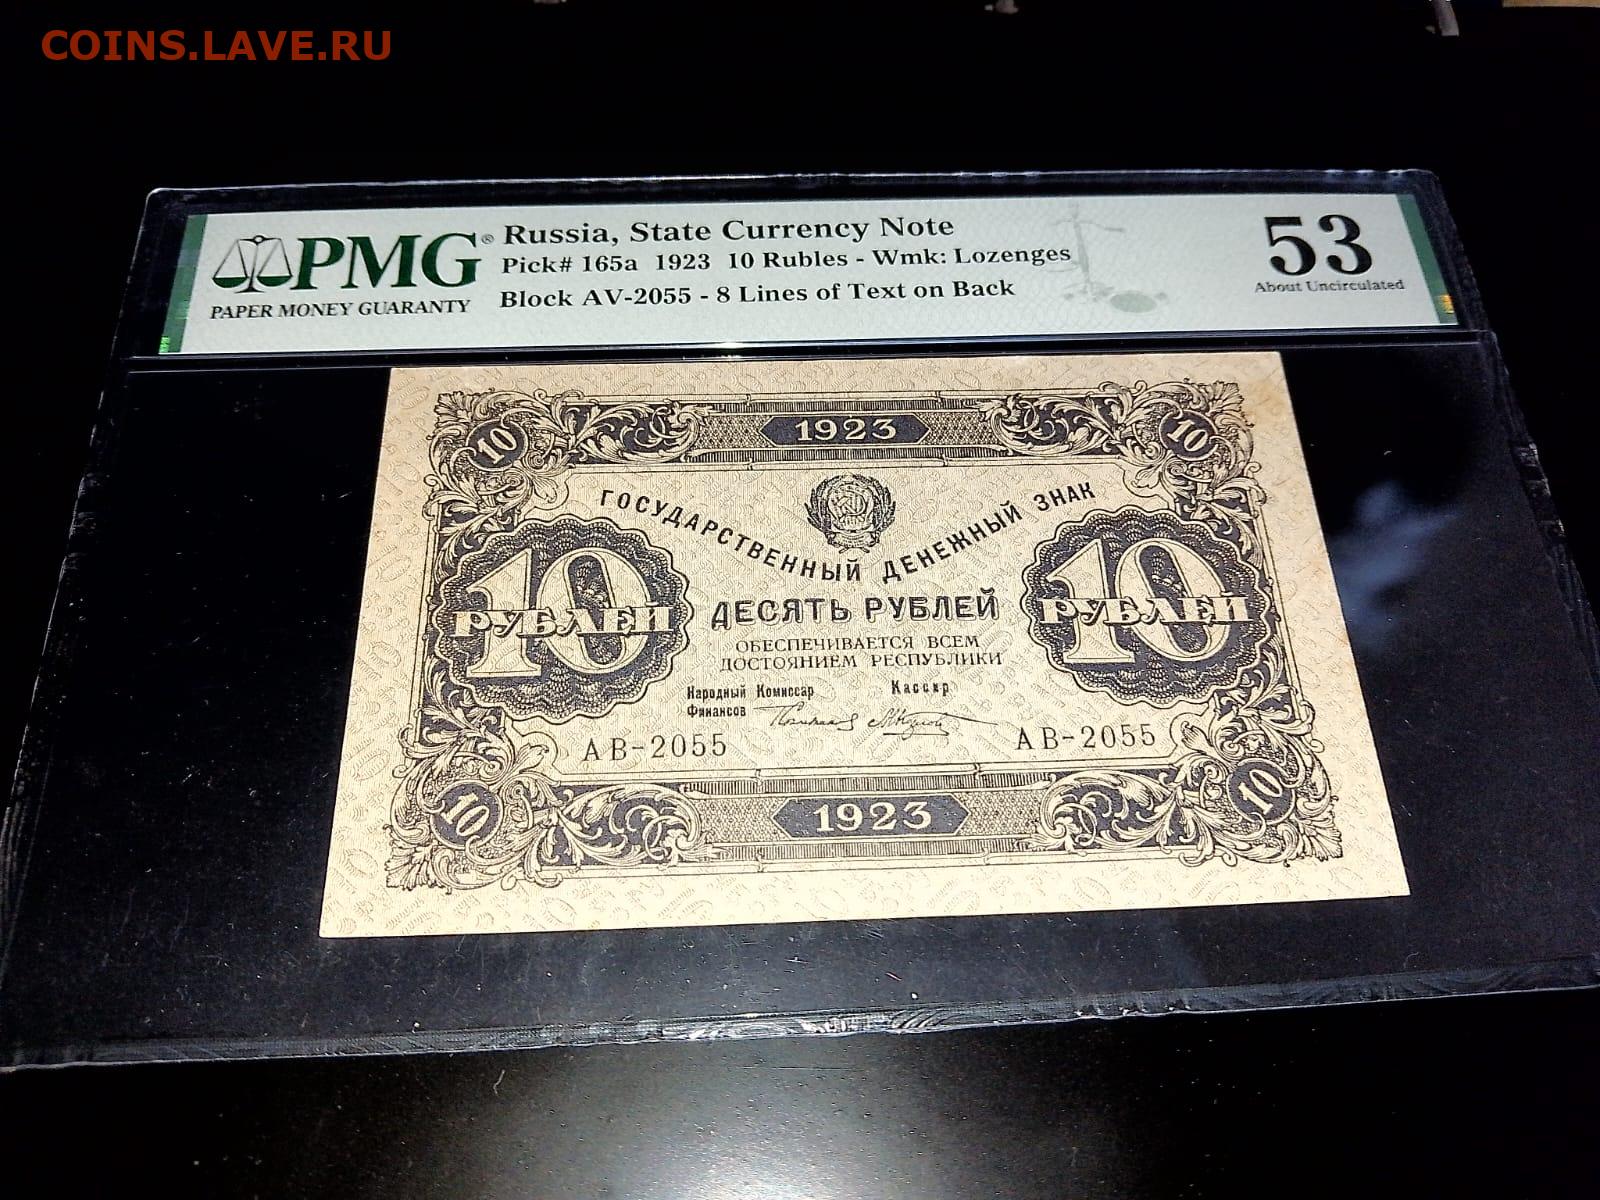 COINS.LAVE.RU
PMG®
PAPER MONEY GUARANTY
Russia, State Currency Note
Pick# 165a 1923 10 Rubles - Wmk: Lozenges
Block AV-2055 - 8 Lines of Text on Back
53
About Uncirculated
10
1923
10
ГОСУДАРСТВЕННЫЙ ДЕНЕЖНЫЙ ЗНАК
10
РУБЛЕЙ
ДЕСЯТЬ РУБЛЕЙ
10
РУБЛЕЙ
ОБЕСПЕЧИВАЕТСЯ ВСЕМ
ДОСТОЯНИЕМ РЕСПУБЛИКИ
Народный Комиссар
Финансов
Кассир
АВ-2055
АВ-2055
10
1923
10